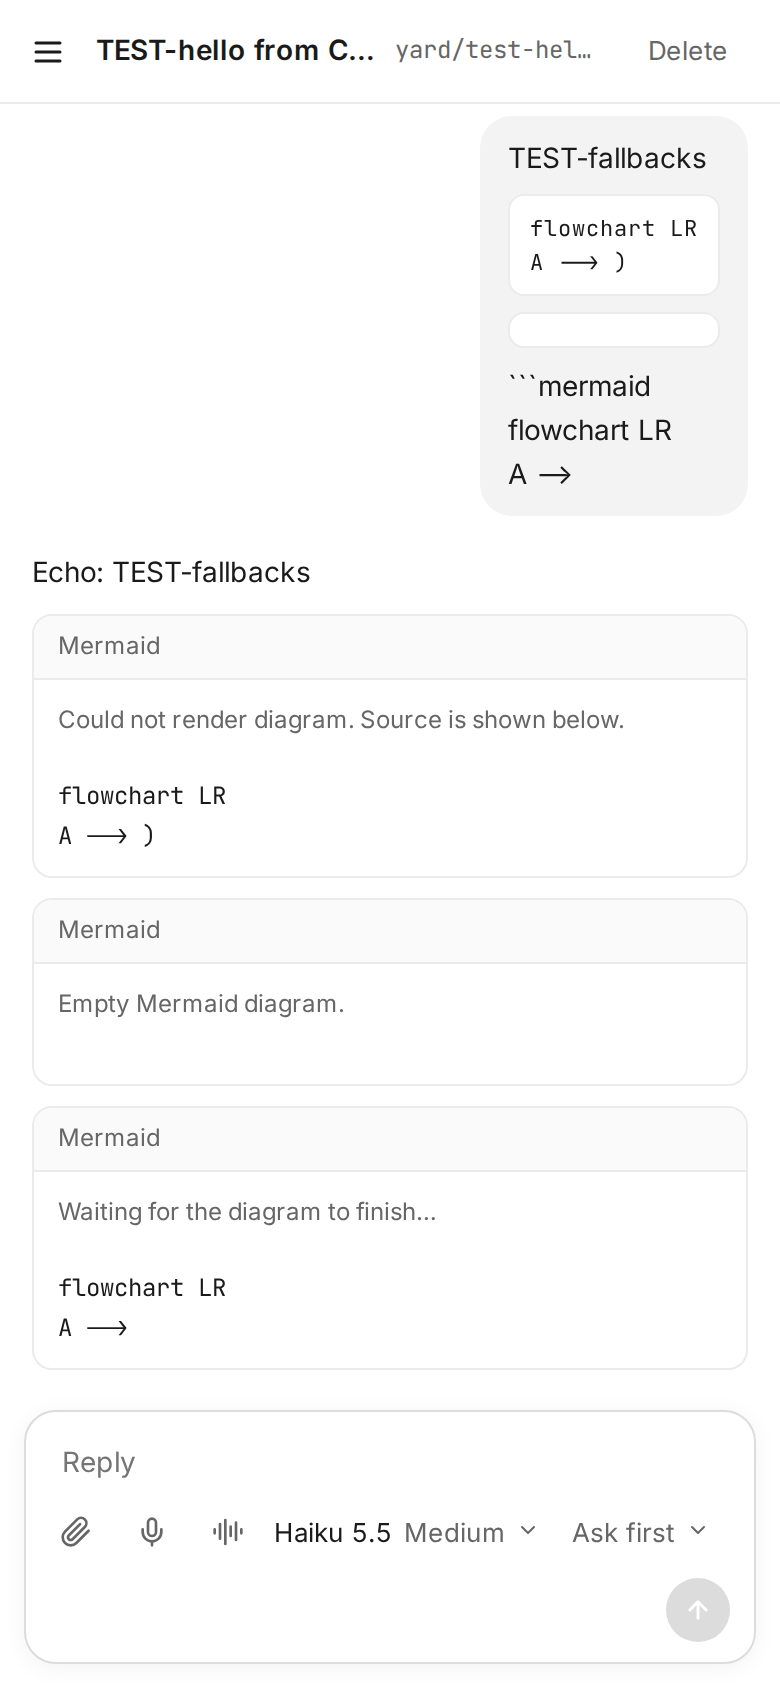 TEST-hello from C... yard/test-hel… Delete
TEST-fallbacks
flowchart LR
A --> )
```mermaid
flowchart LR
A -->
Echo: TEST-fallbacks
Mermaid
Could not render diagram. Source is shown below.
flowchart LR
A --> )
Mermaid
Empty Mermaid diagram.
Mermaid
Waiting for the diagram to finish...
flowchart LR
A -->
Reply
Haiku 5.5 Medium Ask first